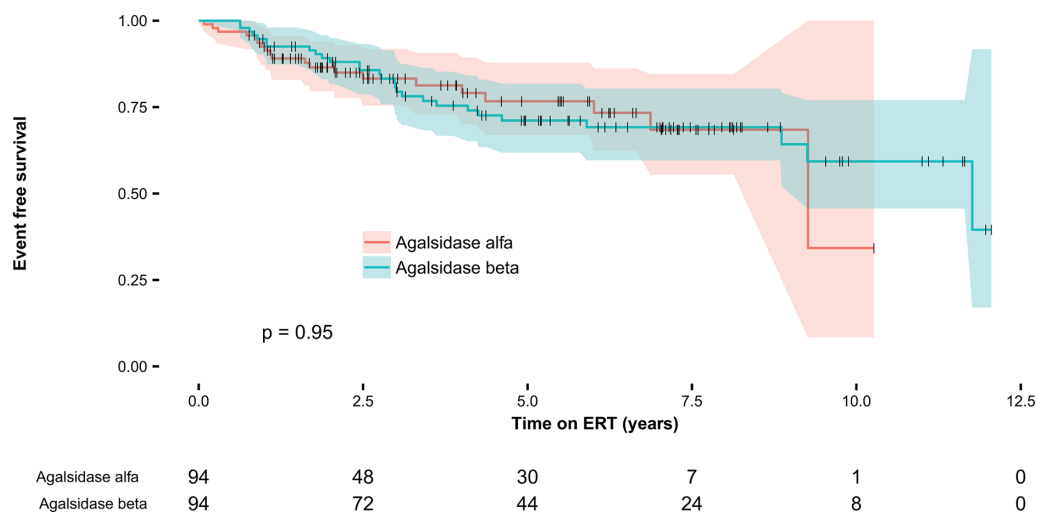 1.00
0.75
0.50
0.25
0.00
Event free survival
Agalsidase alfa
Agalsidase beta
p = 0.95
0.0 2.5 5.0 7.5 10.0 12.5
Time on ERT (years)
Agalsidase alfa 94 48 30 7 1 0
Agalsidase beta 94 72 44 24 8 0